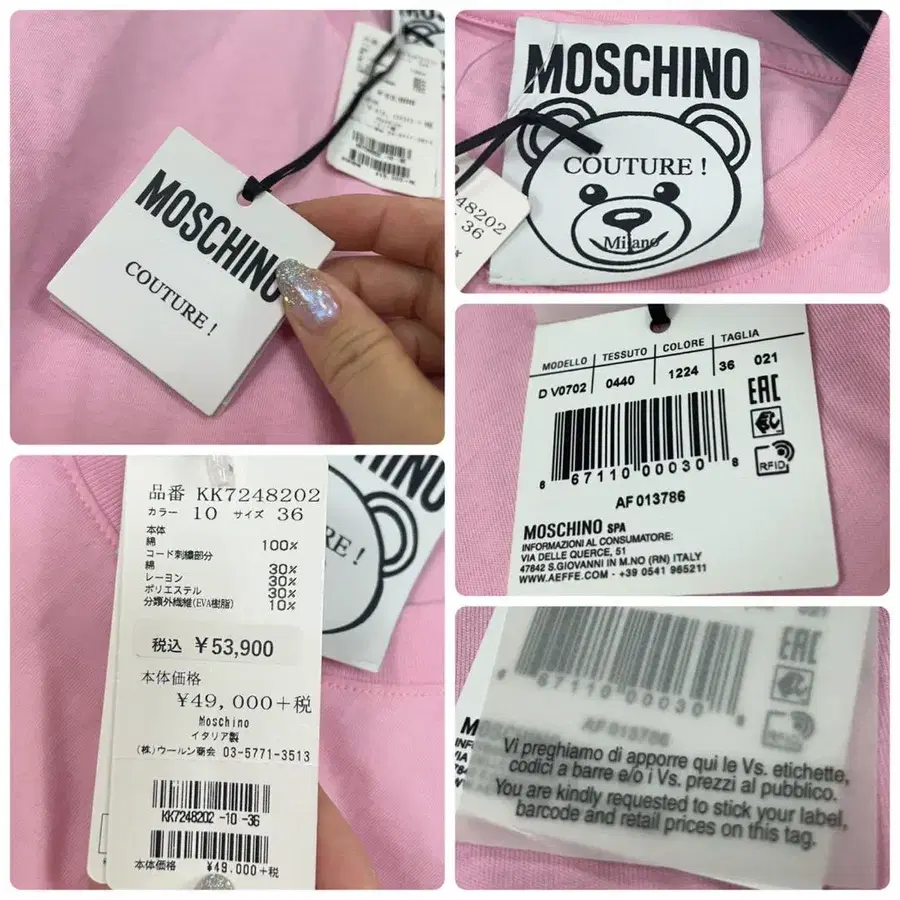 MOSCHINO
COUTURE !
MOSCHINO
COUTURE !
Milano
48202
36
MODELLO TESSUTO COLORE TAGLIA
D V0702 0440 1224 36 021
EAC
RFID
8 67110 00030 8
AF 013786
MOSCHINO SPA
INFORMAZIONI AL CONSUMATORE:
VIA DELLE QUERCE, 51
47842 S.GIOVANNI IN M.NO (RN) ITALY
WWW.AEFFE.COM - +39 0541 965211
品番 KK7248202
カラー 10 サイズ 36
本体
綿 100%
コード刺繍部分
綿 30%
レーヨン 30%
ポリエステル 30%
分類外繊維(EVA樹脂) 10%
税込 ¥53,900
本体価格
¥49,000+税
Moschino
イタリア製
(株)ウールン商会 03-5771-3513
KK7248202 -10 -36
本体価格 ¥49.000+税
RE !
67110 00030 8
EAC
AF 013786
Vi preghiamo di apporre qui le Vs. etichette,
codici a barre e/o i Vs. prezzi al pubblico.
You are kindly requested to stick your label,
barcode and retail prices on this tag.